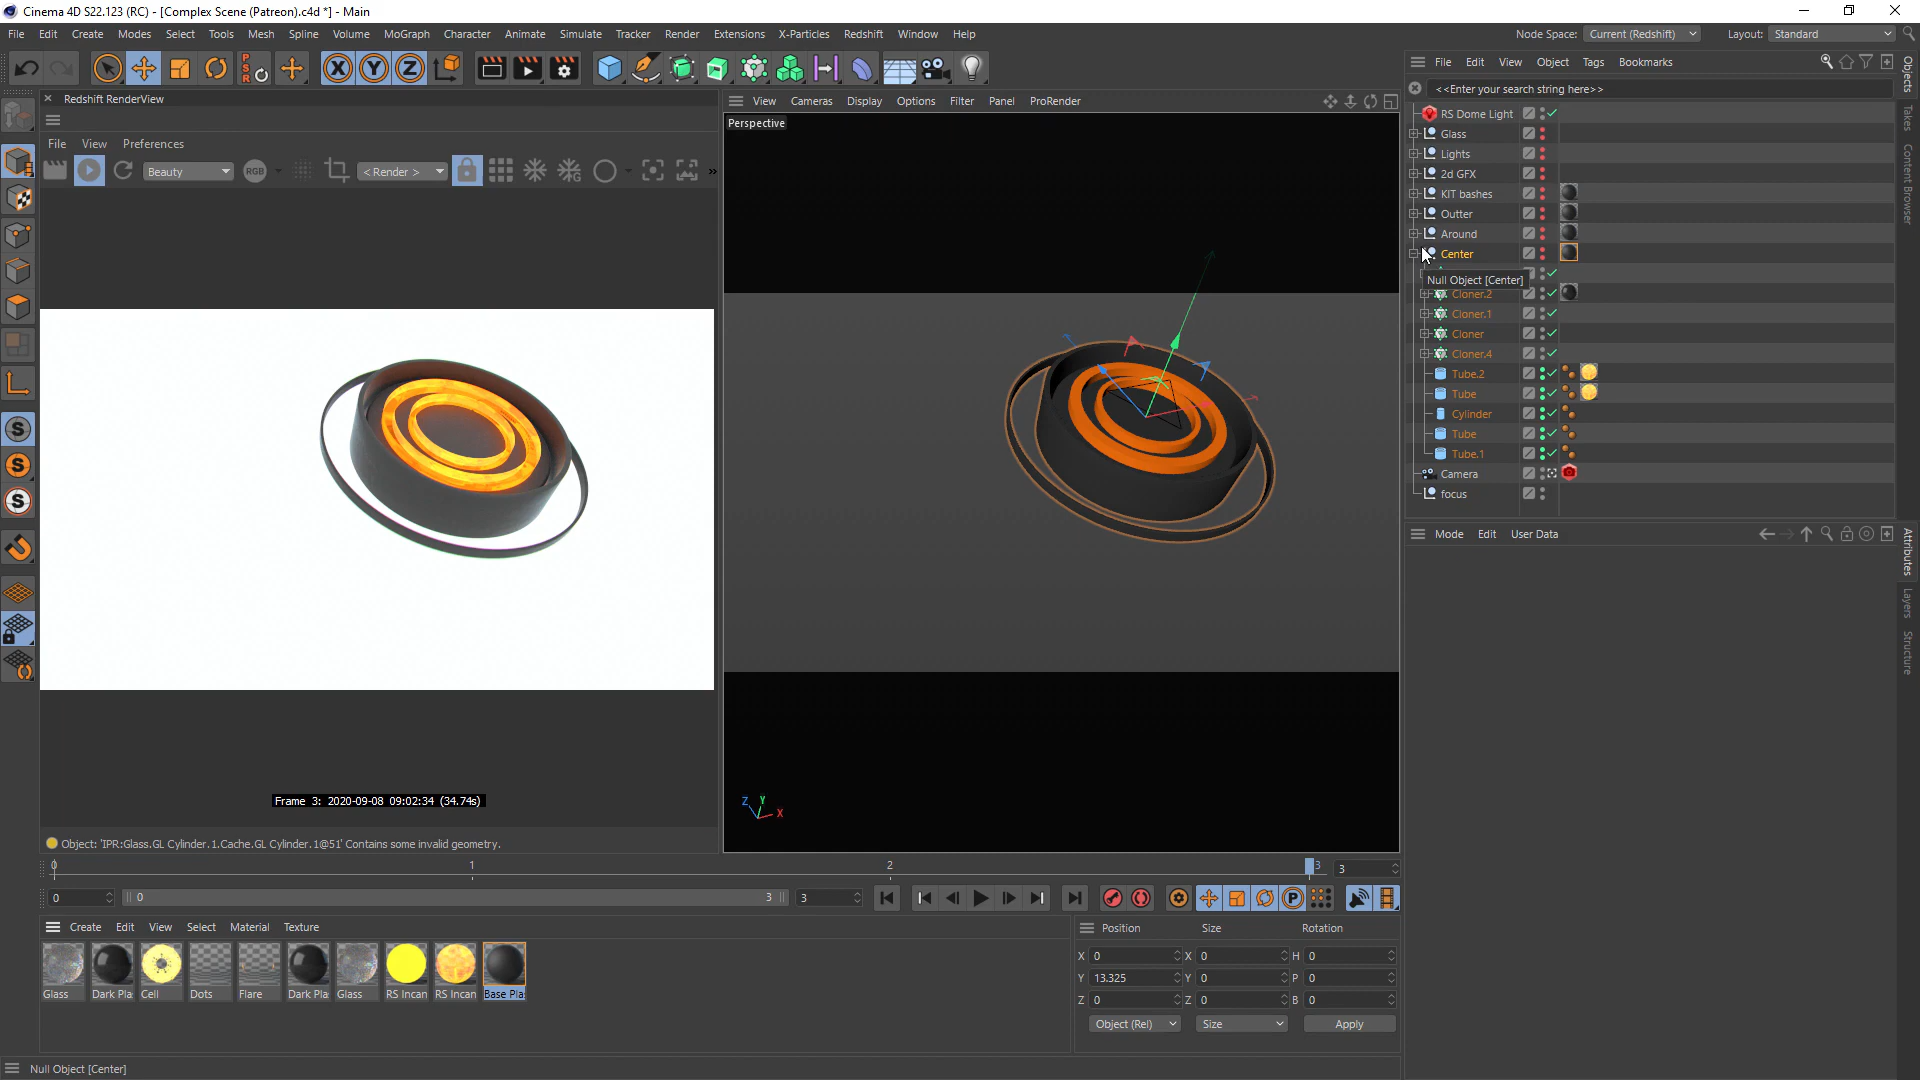 Cinema 4D S22.123 (RC) - [Complex Scene (Patreon).c4d *] - Main
File Edit Create Modes Select Tools Mesh Spline Volume MoGraph Character Animate Simulate Tracker Render Extensions X-Particles Redshift Window Help
Node Space: Current (Redshift) Layout: Standard
PSR
X Y Z
Redshift RenderView
File View Preferences
Beauty RGB < Render >
Frame 3: 2020-09-08 09:02:34 (34.74s)
Object: 'IPR:Glass.GL Cylinder.1.Cache.GL Cylinder.1@51' Contains some invalid geometry.
View Cameras Display Options Filter Panel ProRender
Perspective
Z Y X
File Edit View Object Tags Bookmarks
<<Enter your search string here>>
RS Dome Light
Glass
Lights
2d GFX
KIT bashes
Outter
Around
Center
Null Object [Center]
Cloner.2
Cloner.1
Cloner
Cloner.4
Tube.2
Tube
Cylinder
Tube
Tube.1
Camera
focus
Objects
Takes
Content Browser
Mode Edit User Data
Attributes
Layers
Structure
0 1 2 3 3
0 0 3 3
P
Create Edit View Select Material Texture
Glass Dark Pla Cell Dots Flare Dark Pla Glass RS Incan RS Incan Base Pla
Position Size Rotation
X 0 X 0 H 0
Y 13.325 Y 0 P 0
Z 0 Z 0 B 0
Object (Rel) Size Apply
Null Object [Center]